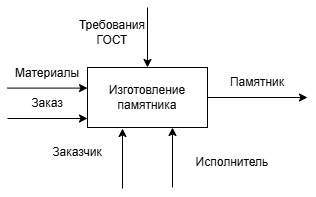 Требования
ГОСТ
Материалы
Заказ
Изготовление
памятника
Памятник
Заказчик
Исполнитель